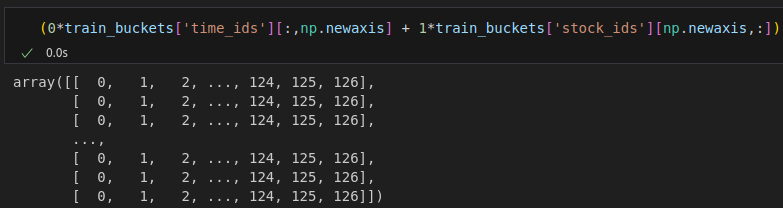 (0*train_buckets['time_ids'][:,np.newaxis] + 1*train_buckets['stock_ids'][np.newaxis,:])
0.0s
array([[  0,   1,   2, ..., 124, 125, 126],
       [  0,   1,   2, ..., 124, 125, 126],
       [  0,   1,   2, ..., 124, 125, 126],
       ...,
       [  0,   1,   2, ..., 124, 125, 126],
       [  0,   1,   2, ..., 124, 125, 126],
       [  0,   1,   2, ..., 124, 125, 126]])